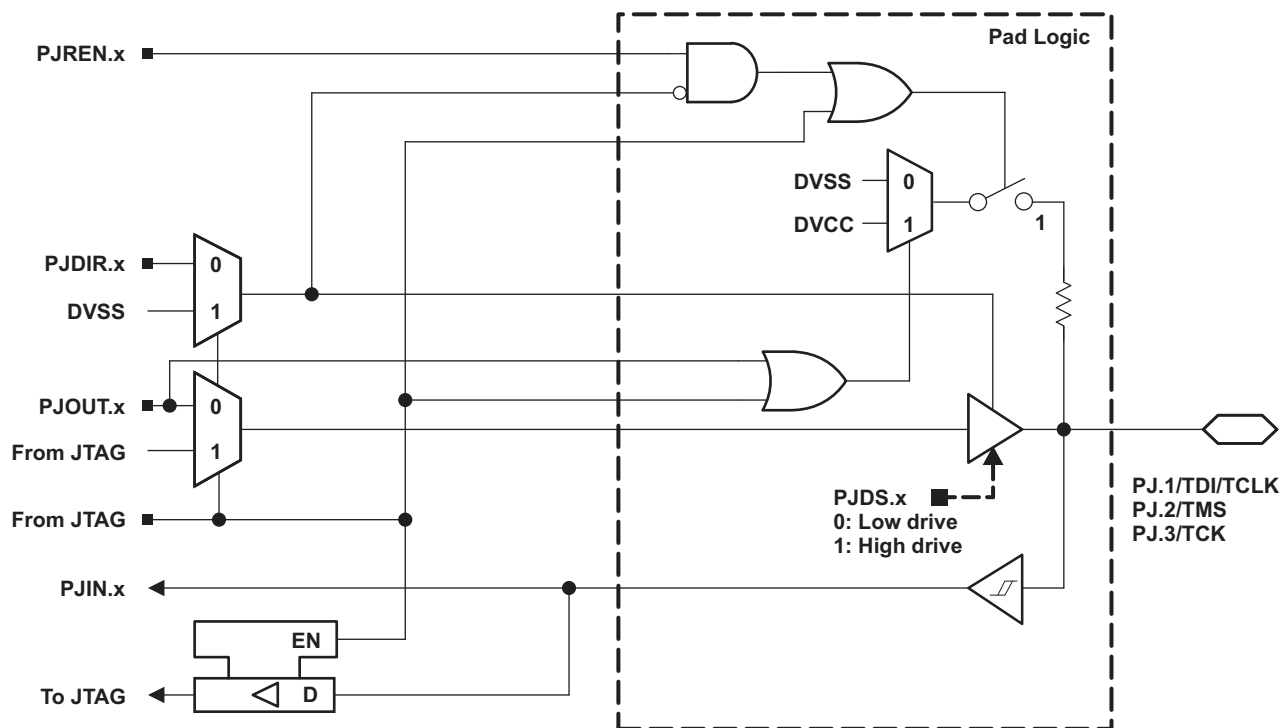 Pad Logic
PJREN.x
DVSS
0
DVCC
1
1
PJDIR.x
0
DVSS
1
PJOUT.x
0
From JTAG
1
From JTAG
PJDS.x
0: Low drive
1: High drive
PJ.1/TDI/TCLK
PJ.2/TMS
PJ.3/TCK
PJIN.x
EN
To JTAG
D